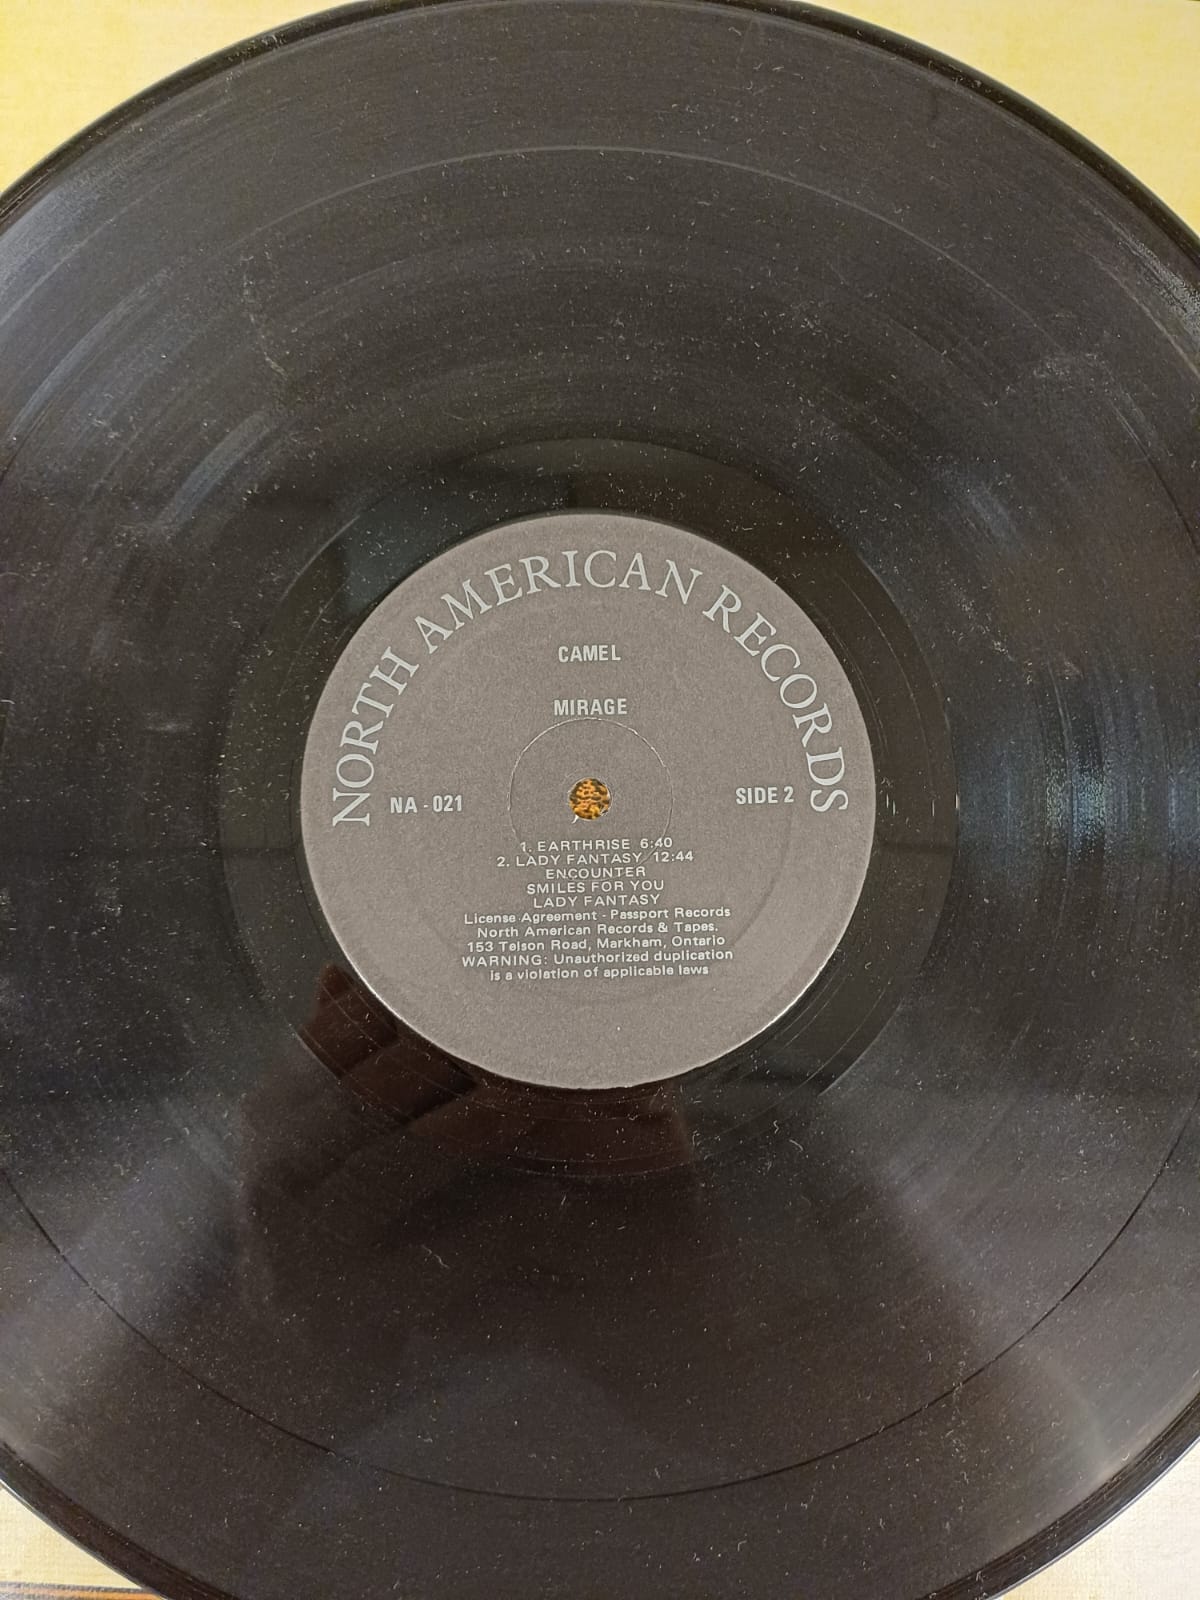 NORTH AMERICAN RECORDS
CAMEL
MIRAGE
NA - 021
SIDE 2
1. EARTHRISE 6:40
2. LADY FANTASY 12:44
ENCOUNTER
SMILES FOR YOU
LADY FANTASY
License Agreement - Passport Records
North American Records & Tapes.
153 Telson Road, Markham, Ontario
WARNING: Unauthorized duplication
is a violation of applicable laws